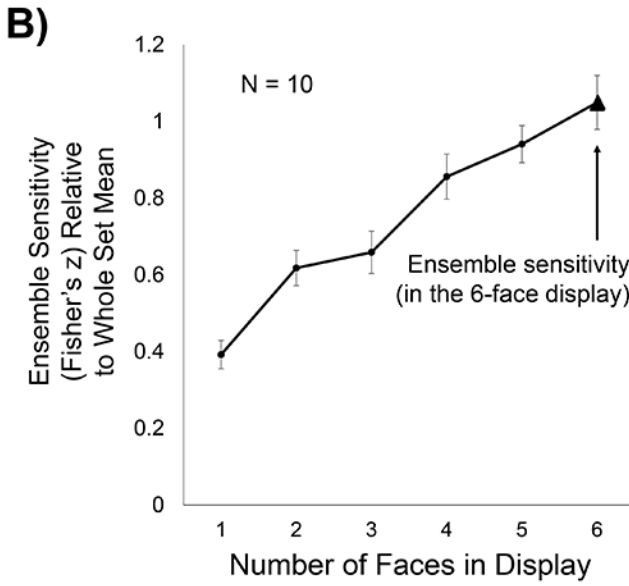 B)
Ensemble Sensitivity
(Fisher's z) Relative
to Whole Set Mean
1.2
1
0.8
0.6
0.4
0.2
0
N = 10
Ensemble sensitivity
(in the 6-face display)
1 2 3 4 5 6
Number of Faces in Display